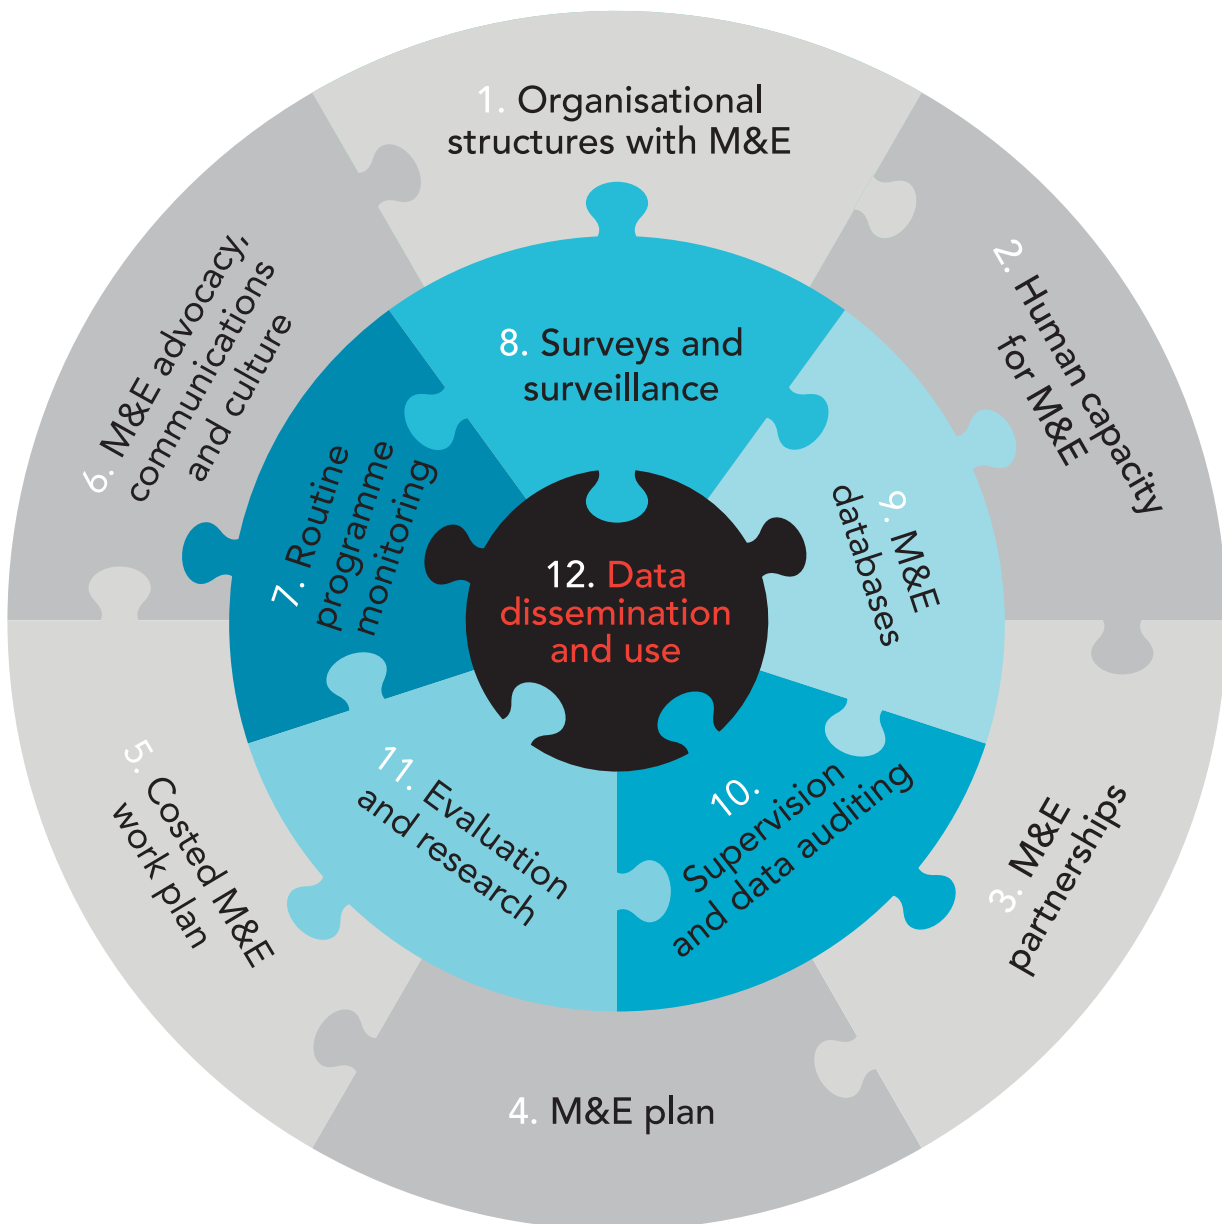 1. Organisational
structures with M&E
2. Human capacity
for M&E
3. M&E
partnerships
4. M&E plan
5. Costed M&E
work plan
6. M&E advocacy,
communications
and culture
7. Routine
programme
monitoring
8. Surveys and
surveillance
9. M&E
databases
10.
Supervision
and data auditing
11. Evaluation
and research
12. Data
dissemination
and use